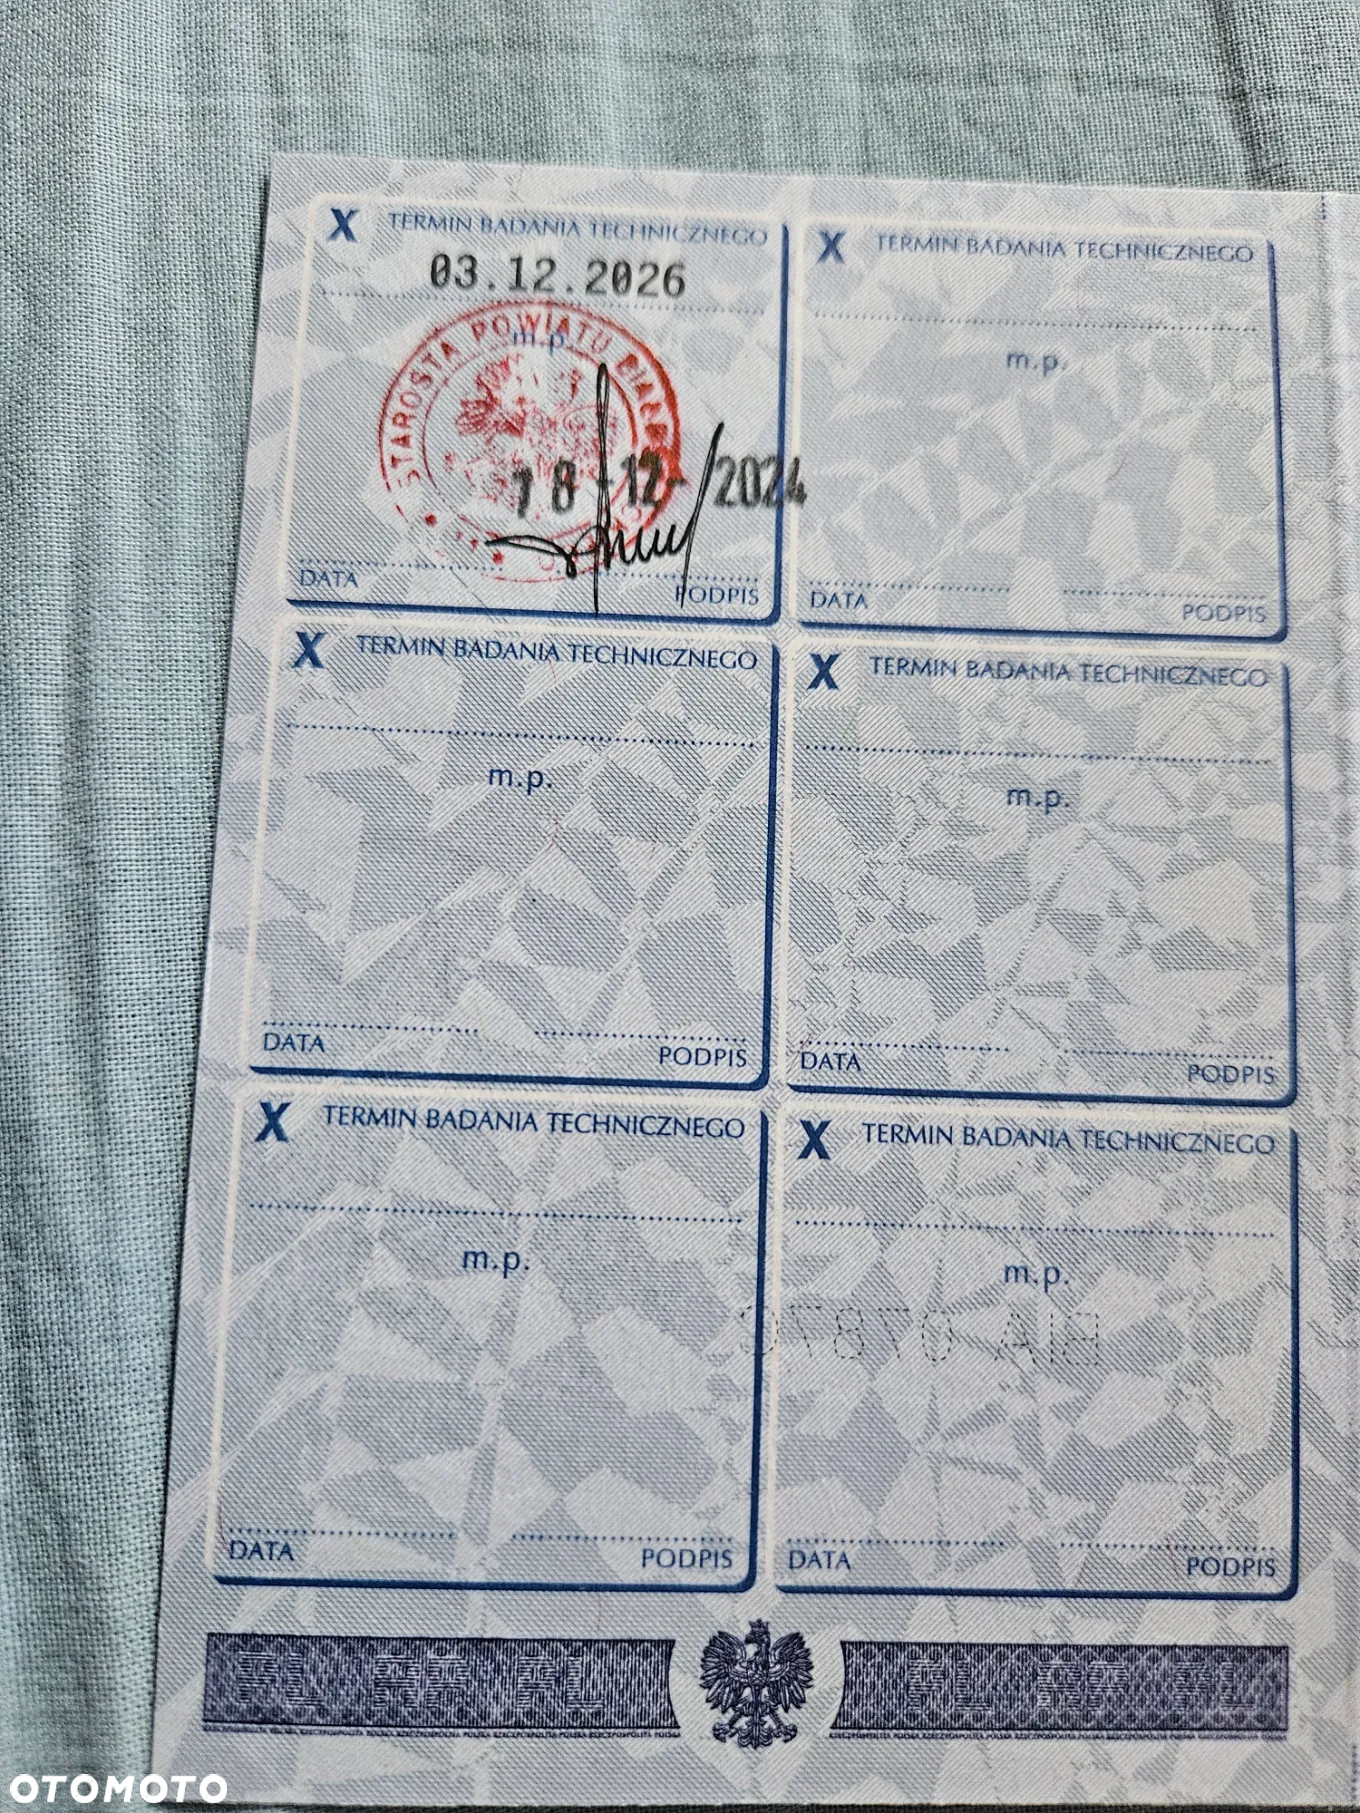 X TERMIN BADANIA TECHNICZNEGO
03.12.2026
m.p.
STAROSTA POWIATU
18-12-2024
DATA PODPIS
X TERMIN BADANIA TECHNICZNEGO
m.p.
DATA PODPIS
X TERMIN BADANIA TECHNICZNEGO
m.p.
DATA PODPIS
X TERMIN BADANIA TECHNICZNEGO
m.p.
DATA PODPIS
X TERMIN BADANIA TECHNICZNEGO
m.p.
DATA PODPIS
X TERMIN BADANIA TECHNICZNEGO
m.p.
DATA PODPIS
OTOMOTO